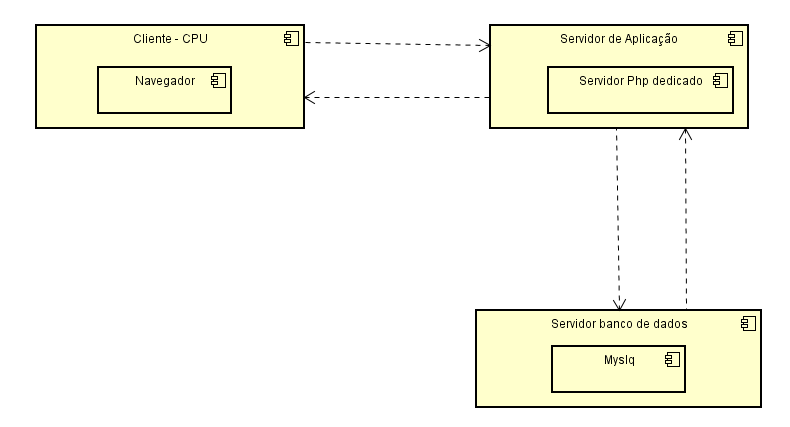 Cliente - CPU
Navegador
Servidor de Aplicação
Servidor Php dedicado
Servidor banco de dados
Myslq